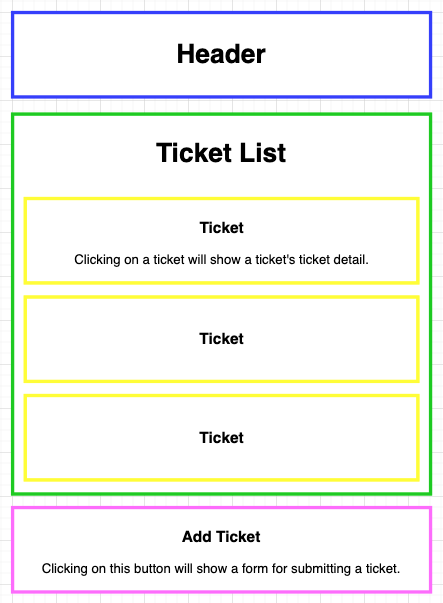 Header
Ticket List
Ticket
Clicking on a ticket will show a ticket's ticket detail.
Ticket
Ticket
Add Ticket
Clicking on this button will show a form for submitting a ticket.